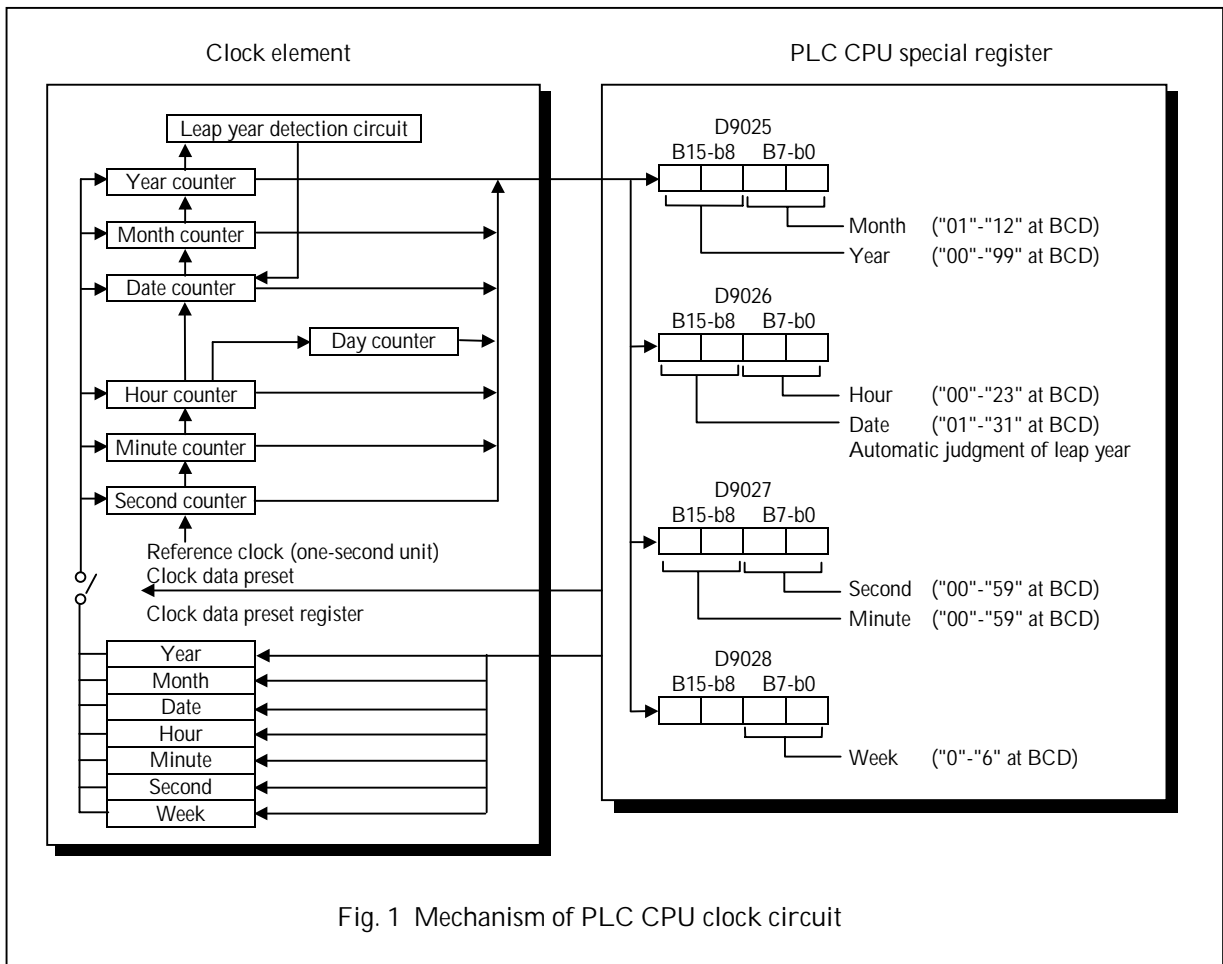 Clock element
Leap year detection circuit
Year counter
Month counter
Date counter
Day counter
Hour counter
Minute counter
Second counter
Reference clock (one-second unit)
Clock data preset
Clock data preset register
Year
Month
Date
Hour
Minute
Second
Week
PLC CPU special register
D9025
B15-b8 B7-b0
Month ("01"-"12" at BCD)
Year ("00"-"99" at BCD)
D9026
B15-b8 B7-b0
Hour ("00"-"23" at BCD)
Date ("01"-"31" at BCD)
Automatic judgment of leap year
D9027
B15-b8 B7-b0
Second ("00"-"59" at BCD)
Minute ("00"-"59" at BCD)
D9028
B15-b8 B7-b0
Week ("0"-"6" at BCD)
Fig. 1 Mechanism of PLC CPU clock circuit